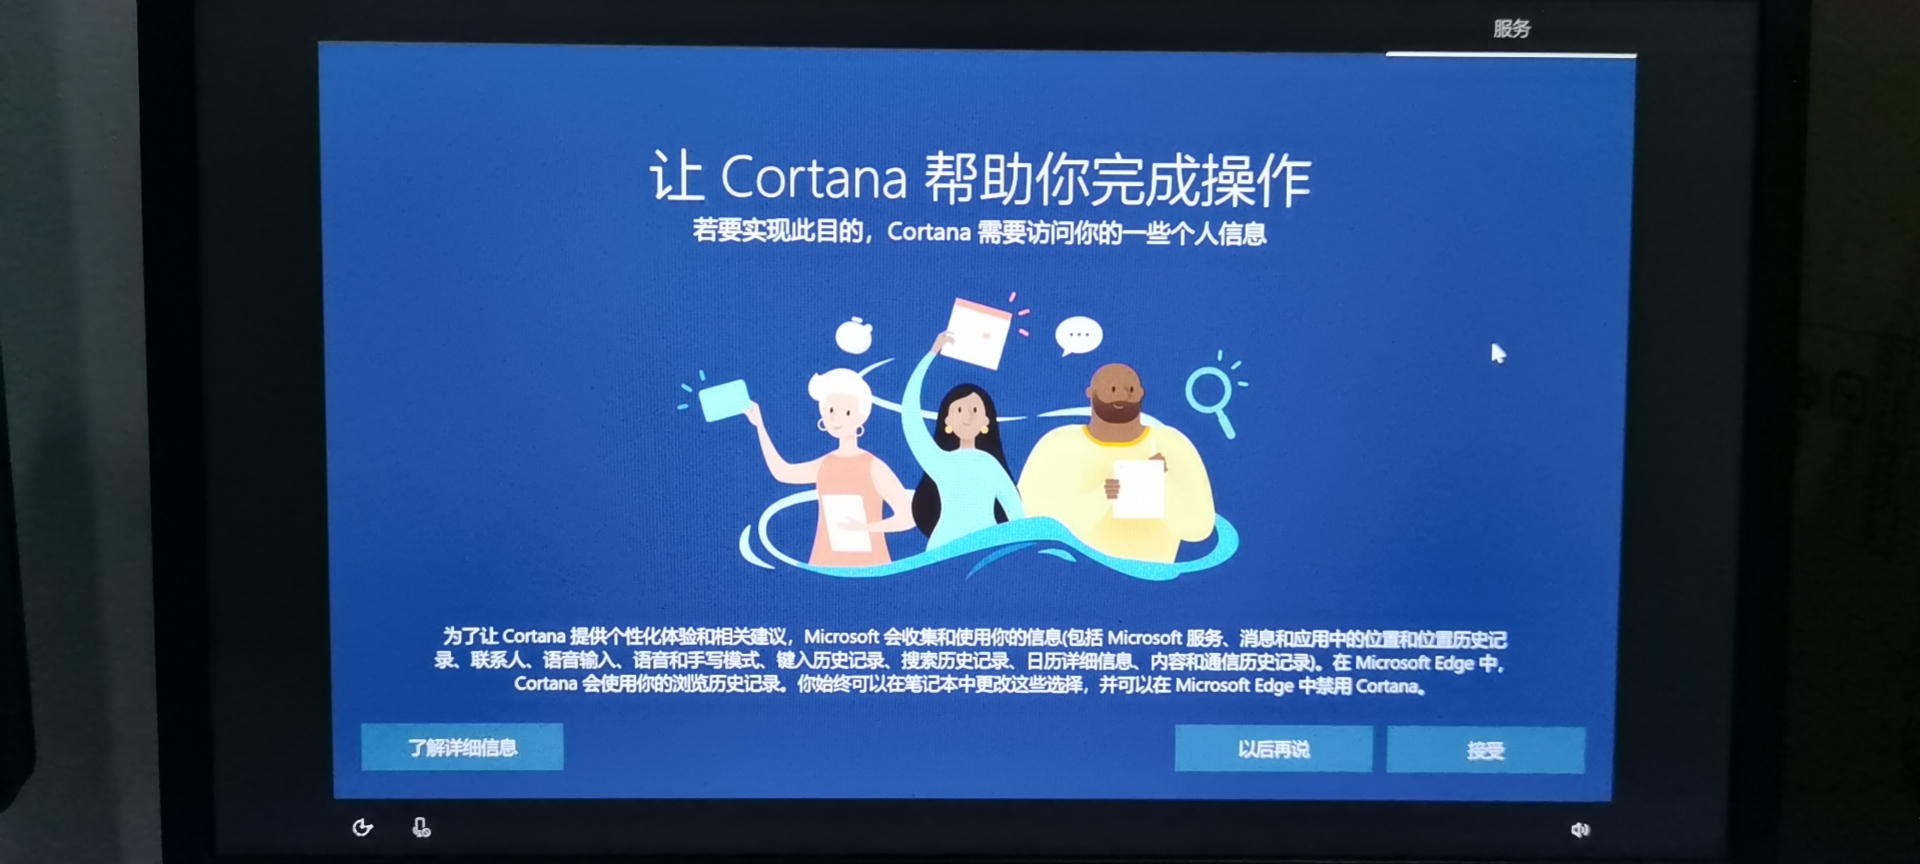 服务
让 Cortana 帮助你完成操作
若要实现此目的，Cortana 需要访问你的一些个人信息
为了让 Cortana 提供个性化体验和相关建议，Microsoft 会收集和使用你的信息(包括 Microsoft 服务、消息和应用中的位置和位置历史记
录、联系人、语音输入、语音和手写模式、键入历史记录、搜索历史记录、日历详细信息、内容和通信历史记录)。在 Microsoft Edge 中，
Cortana 会使用你的浏览历史记录。你始终可以在笔记本中更改这些选择，并可以在 Microsoft Edge 中禁用 Cortana。
了解详细信息
以后再说
接受